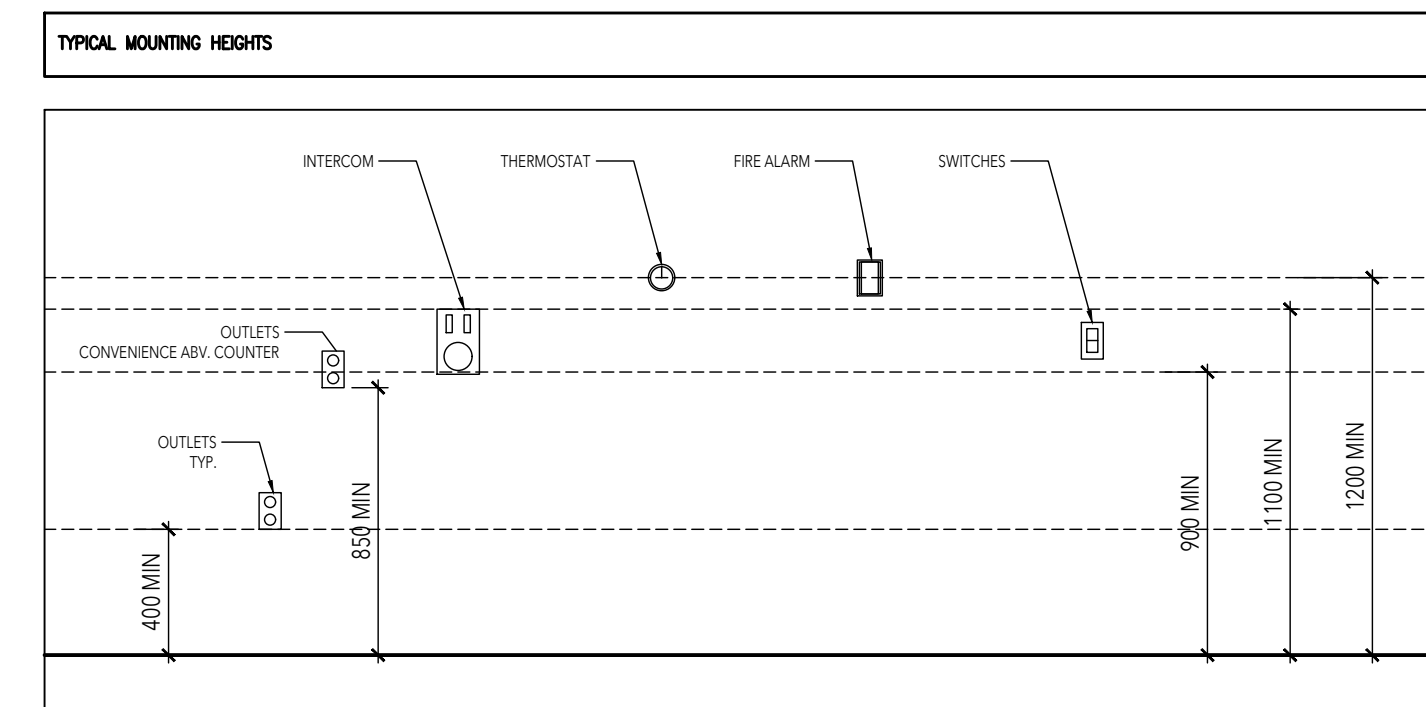 TYPICAL MOUNTING HEIGHTS
INTERCOM
THERMOSTAT
FIRE ALARM
SWITCHES
OUTLETS
CONVENIENCE ABV. COUNTER
OUTLETS
TYP.
400 MIN
850 MIN
900 MIN
1100 MIN
1200 MIN